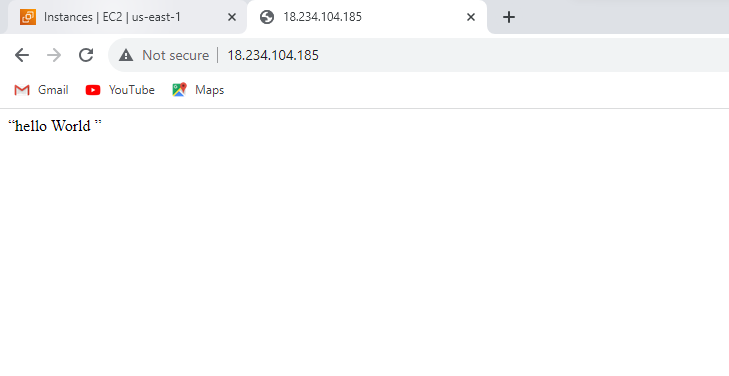 Instances | EC2 | us-east-1
18.234.104.185
Not secure | 18.234.104.185
Gmail YouTube Maps
“hello World ”